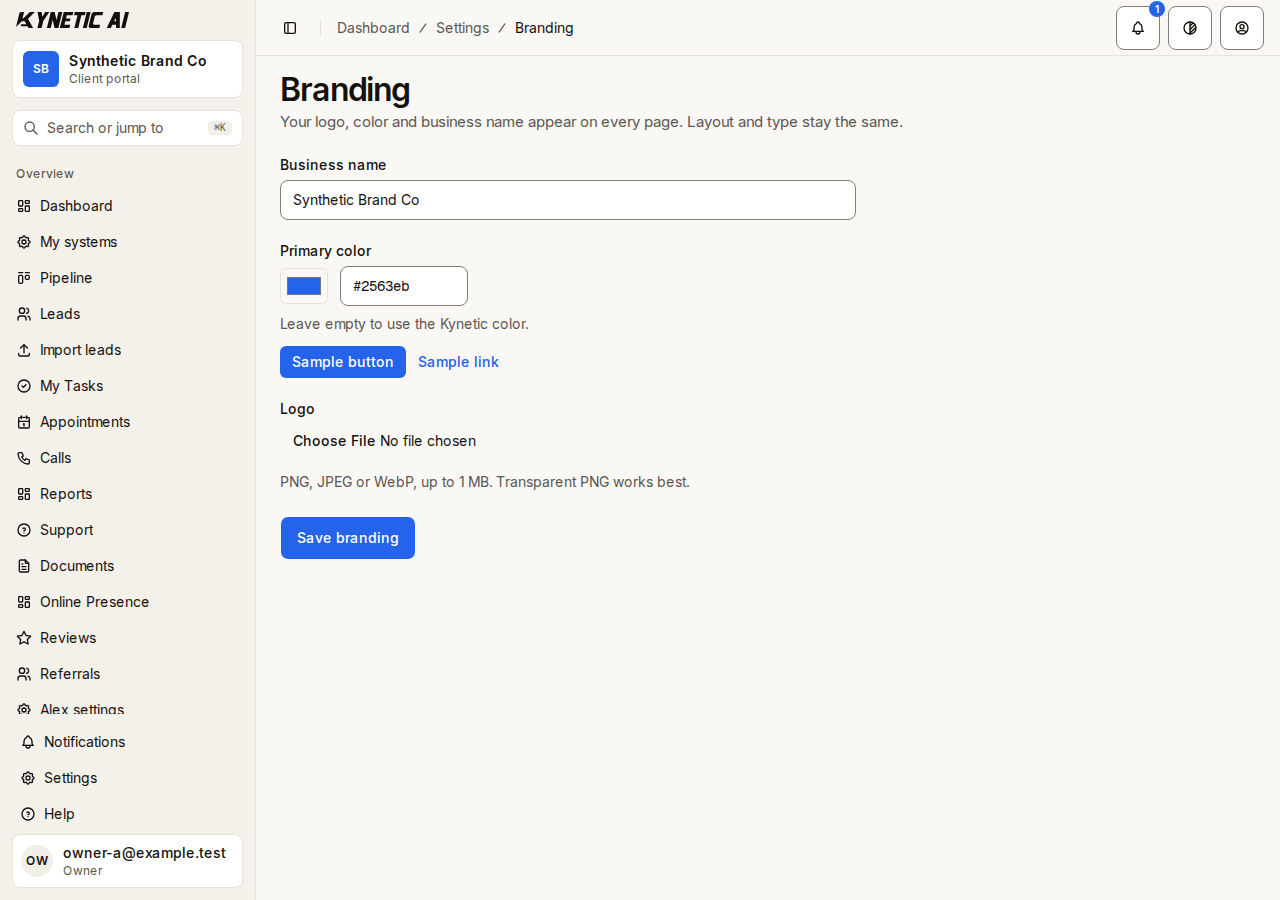 KYNETIC AI
SB
Synthetic Brand Co
Client portal
Search or jump to
⌘K
Overview
Dashboard
My systems
Pipeline
Leads
Import leads
My Tasks
Appointments
Calls
Reports
Support
Documents
Online Presence
Reviews
Referrals
Alex settings
Notifications
Settings
Help
OW
owner-a@example.test
Owner
Dashboard / Settings / Branding
1
Branding
Your logo, color and business name appear on every page. Layout and type stay the same.
Business name
Synthetic Brand Co
Primary color
#2563eb
Leave empty to use the Kynetic color.
Sample button Sample link
Logo
Choose File No file chosen
PNG, JPEG or WebP, up to 1 MB. Transparent PNG works best.
Save branding